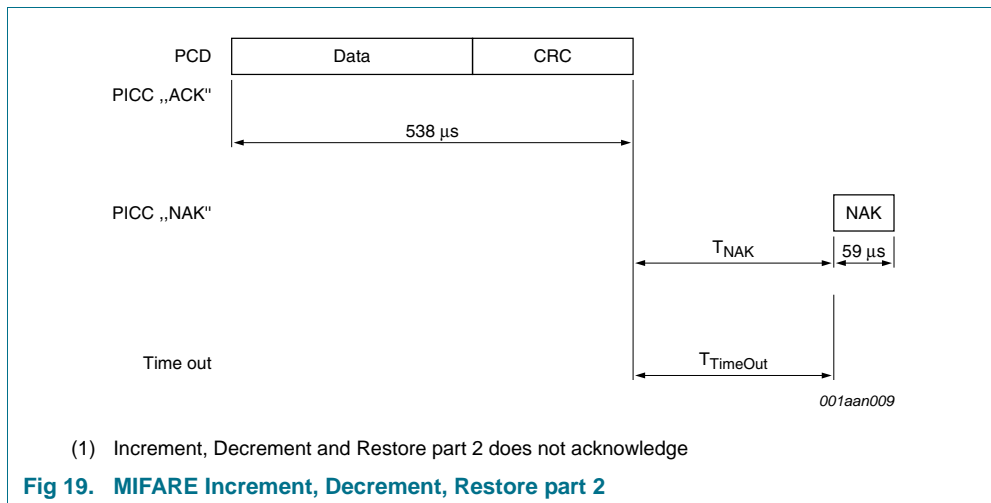 PCD Data CRC
PICC ,,ACK"
538 μs
PICC ,,NAK" NAK
TNAK 59 μs
Time out TTimeOut
001aan009
(1) Increment, Decrement and Restore part 2 does not acknowledge
Fig 19. MIFARE Increment, Decrement, Restore part 2